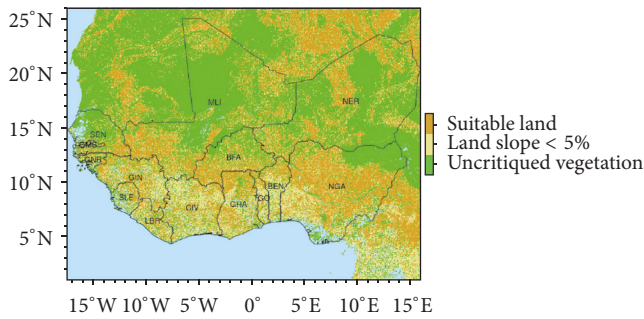 25°N
20°N
15°N
10°N
5°N
MLI
NER
SEN
GMB
GNB
BFA
GIN
BEN
NGA
SLE
CIV
GHA
TGO
LBR
15°W 10°W 5°W 0° 5°E 10°E 15°E
Suitable land
Land slope < 5%
Uncritiqued vegetation